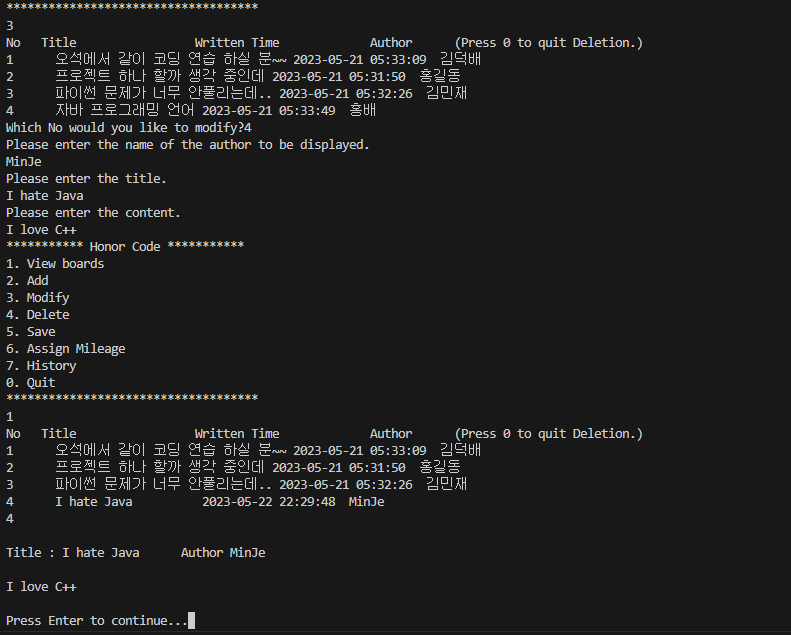 ************************************
3
No   Title                 Written Time             Author      (Press 0 to quit Deletion.)
1      오석에서 같이 코딩 연습 하실 분~~ 2023-05-21 05:33:09  김덕배
2      프로젝트 하나 할까 생각 중인데 2023-05-21 05:31:50  홍길동
3      파이썬 문제가 너무 안풀리는데.. 2023-05-21 05:32:26  김민재
4      자바 프로그래밍 언어 2023-05-21 05:33:49  홍배
Which No would you like to modify?4
Please enter the name of the author to be displayed.
MinJe
Please enter the title.
I hate Java
Please enter the content.
I love C++
*********** Honor Code ***********
1. View boards
2. Add
3. Modify
4. Delete
5. Save
6. Assign Mileage
7. History
0. Quit
************************************
1
No   Title                 Written Time             Author      (Press 0 to quit Deletion.)
1      오석에서 같이 코딩 연습 하실 분~~ 2023-05-21 05:33:09  김덕배
2      프로젝트 하나 할까 생각 중인데 2023-05-21 05:31:50  홍길동
3      파이썬 문제가 너무 안풀리는데.. 2023-05-21 05:32:26  김민재
4      I hate Java          2023-05-22 22:29:48  MinJe
4
Title : I hate Java      Author MinJe
I love C++
Press Enter to continue...